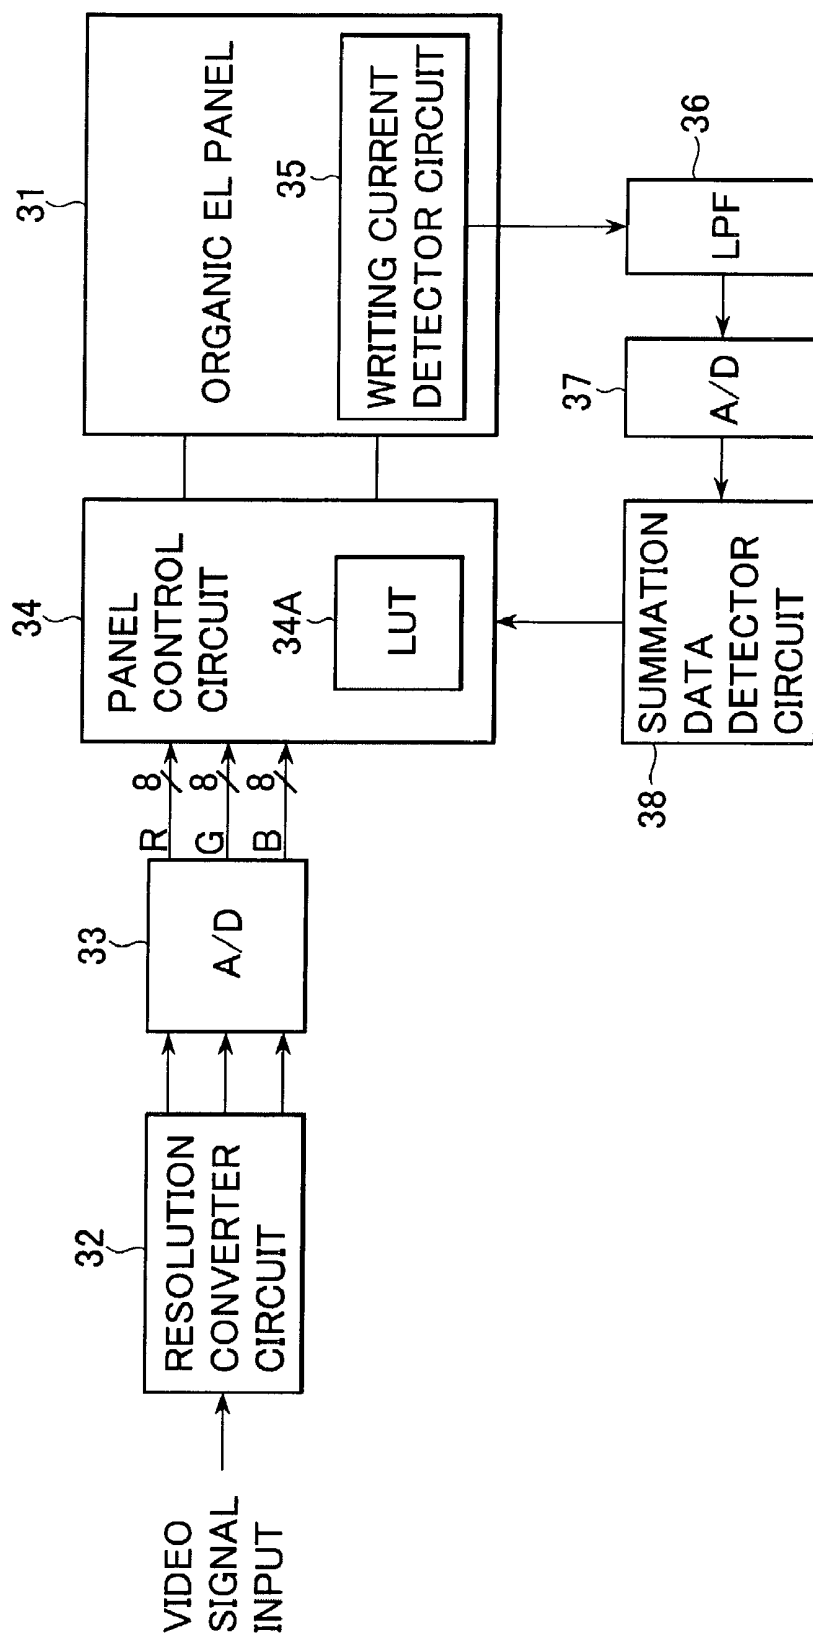 VIDEO
SIGNAL
INPUT
32
RESOLUTION
CONVERTER
CIRCUIT
33
A/D
R
8
G
8
B
8
34
PANEL
CONTROL
CIRCUIT
34A
LUT
31
ORGANIC EL PANEL
35
WRITING CURRENT
DETECTOR CIRCUIT
38
SUMMATION
DATA
DETECTOR
CIRCUIT
37
A/D
36
LPF